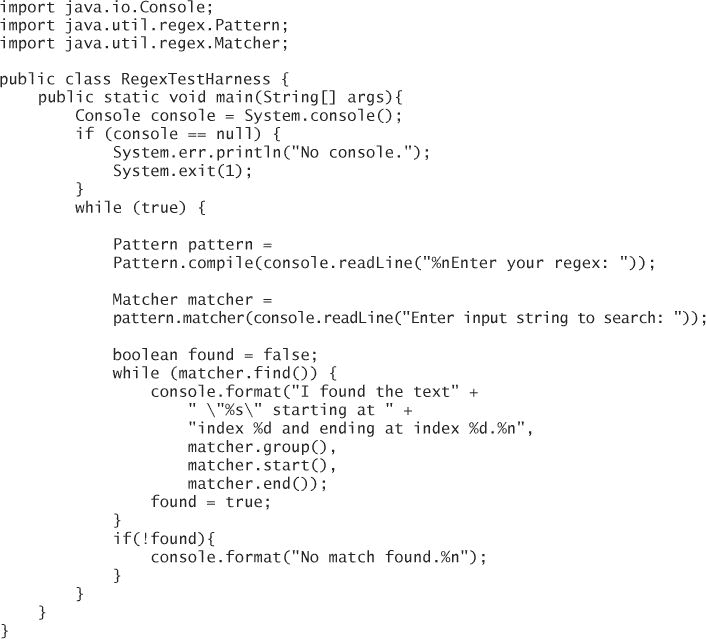 import java.io.Console;
import java.util.regex.Pattern;
import java.util.regex.Matcher;

public class RegexTestHarness {
    public static void main(String[] args){
        Console console = System.console();
        if (console == null) {
            System.err.println("No console.");
            System.exit(1);
        }
        while (true) {

            Pattern pattern =
            Pattern.compile(console.readLine("%nEnter your regex: "));

            Matcher matcher =
            pattern.matcher(console.readLine("Enter input string to search: "));

            boolean found = false;
            while (matcher.find()) {
                console.format("I found the text" +
                    " \"%s\" starting at " +
                    "index %d and ending at index %d.%n",
                    matcher.group(),
                    matcher.start(),
                    matcher.end());
                found = true;
            }
            if(!found){
                console.format("No match found.%n");
            }
        }
    }
}